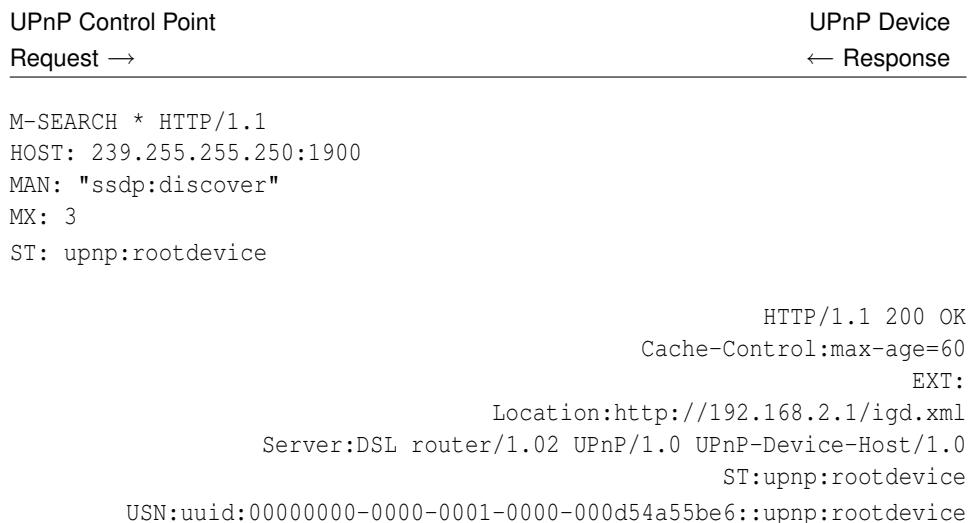 UPnP Control Point UPnP Device
Request → ← Response
M-SEARCH * HTTP/1.1
HOST: 239.255.255.250:1900
MAN: "ssdp:discover"
MX: 3
ST: upnp:rootdevice
HTTP/1.1 200 OK
Cache-Control:max-age=60
EXT:
Location:http://192.168.2.1/igd.xml
Server:DSL router/1.02 UPnP/1.0 UPnP-Device-Host/1.0
ST:upnp:rootdevice
USN:uuid:00000000-0000-0001-0000-000d54a55be6::upnp:rootdevice